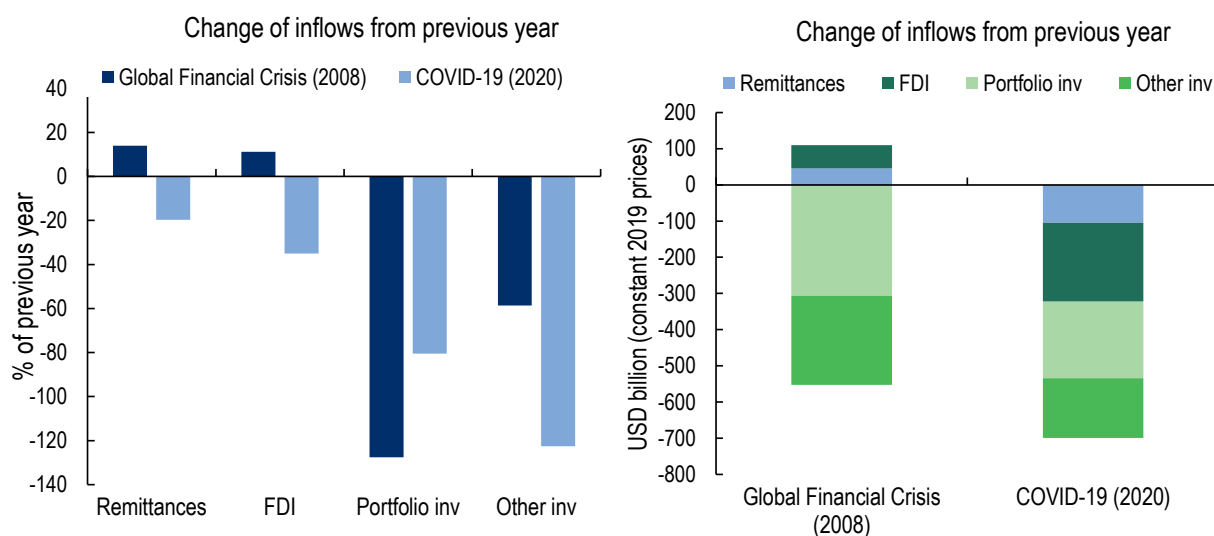 Change of inflows from previous year
Global Financial Crisis (2008) COVID-19 (2020)
% of previous year
40
20
0
-20
-40
-60
-80
-100
-120
-140
Remittances FDI Portfolio inv Other inv
Change of inflows from previous year
Remittances FDI Portfolio inv Other inv
USD billion (constant 2019 prices)
200
100
0
-100
-200
-300
-400
-500
-600
-700
-800
Global Financial Crisis COVID-19 (2020)
(2008)